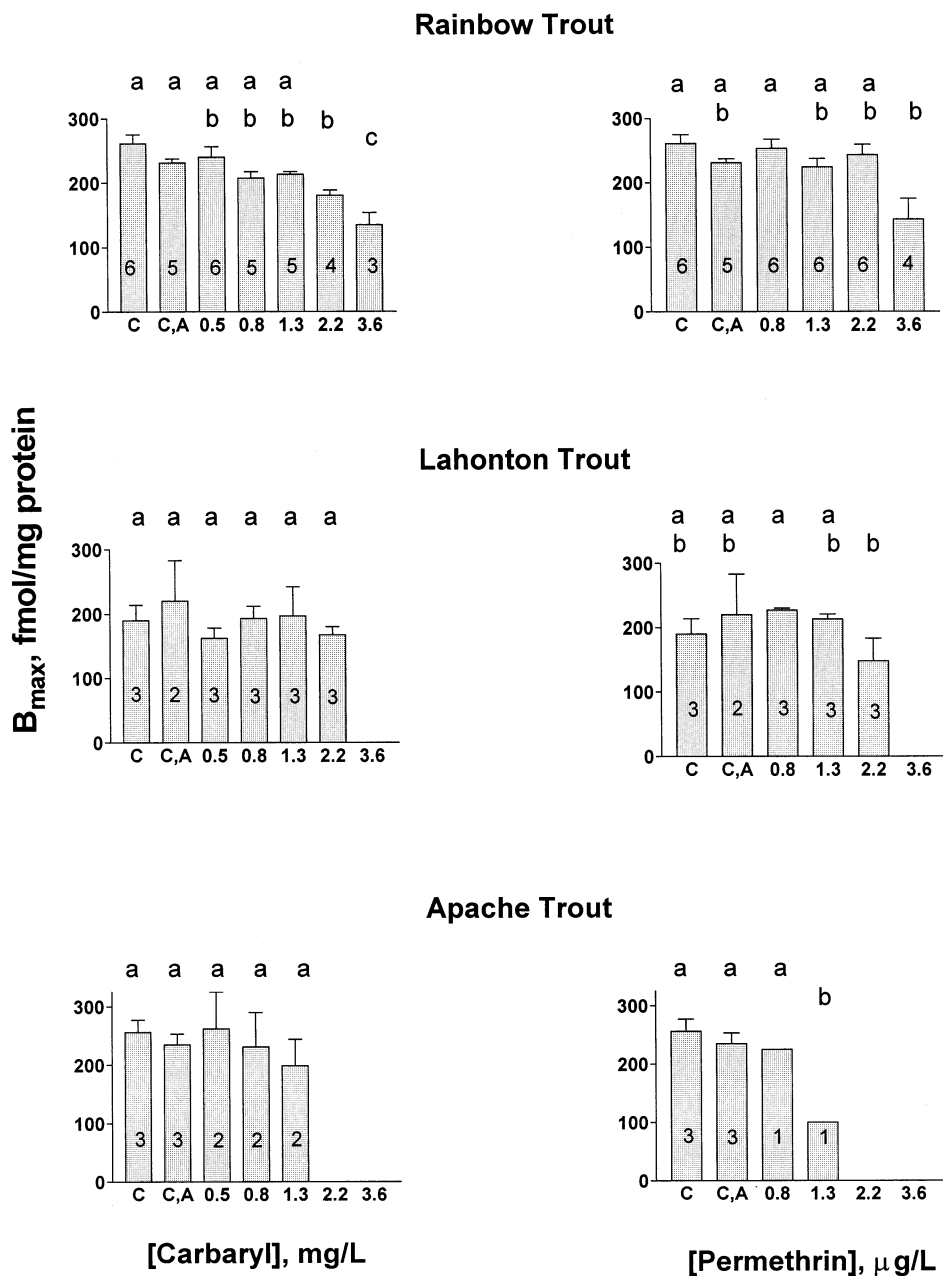 Rainbow Trout
a a a a a
b b b b c
300
200
100
0
6 5 6 5 5 4 3
C C,A 0.5 0.8 1.3 2.2 3.6
a a a a a
b b b b
300
200
100
0
6 5 6 6 6 4
C C,A 0.8 1.3 2.2 3.6
Bmax, fmol/mg protein
Lahonton Trout
a a a a a a
300
200
100
0
3 2 3 3 3 3
C C,A 0.5 0.8 1.3 2.2 3.6
a a a a
b b b b
300
200
100
0
3 2 3 3 3
C C,A 0.8 1.3 2.2 3.6
Apache Trout
a a a a a
300
200
100
0
3 3 2 2 2
C C,A 0.5 0.8 1.3 2.2 3.6
[Carbaryl], mg/L
a a a
b
300
200
100
0
3 3 1 1
C C,A 0.8 1.3 2.2 3.6
[Permethrin], μg/L